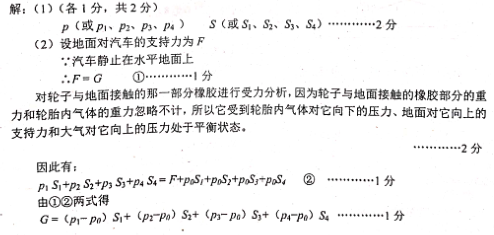 解：（1）（各 1 分，共 2 分）
p（或 p₁、p₂、p₃、p₄ ） S（或 S₁、S₂、S₃、S₄）…………2 分
（2）设地面对汽车的支持力为 F
∵汽车静止在水平地面上
∴F = G ①…………1 分
对轮子与地面接触的那一部分橡胶进行受力分析，因为轮子与地面接触的橡胶部分的重
力和轮胎内气体的重力忽略不计，所以它受到轮胎内气体对它向下的压力、地面对它向上的
支持力和大气对它向上的压力处于平衡状态。
…………2 分
因此有：
p₁ S₁+p₂ S₂+p₃ S₃+p₄ S₄ = F+p₀S₁+p₀S₂+p₀S₃+p₀S₄ ② …………1 分
由①②两式得
G =（p₁− p₀）S₁+（p₂−p₀）S₂+（p₃− p₀）S₃+（p₄−p₀）S₄ …………1 分